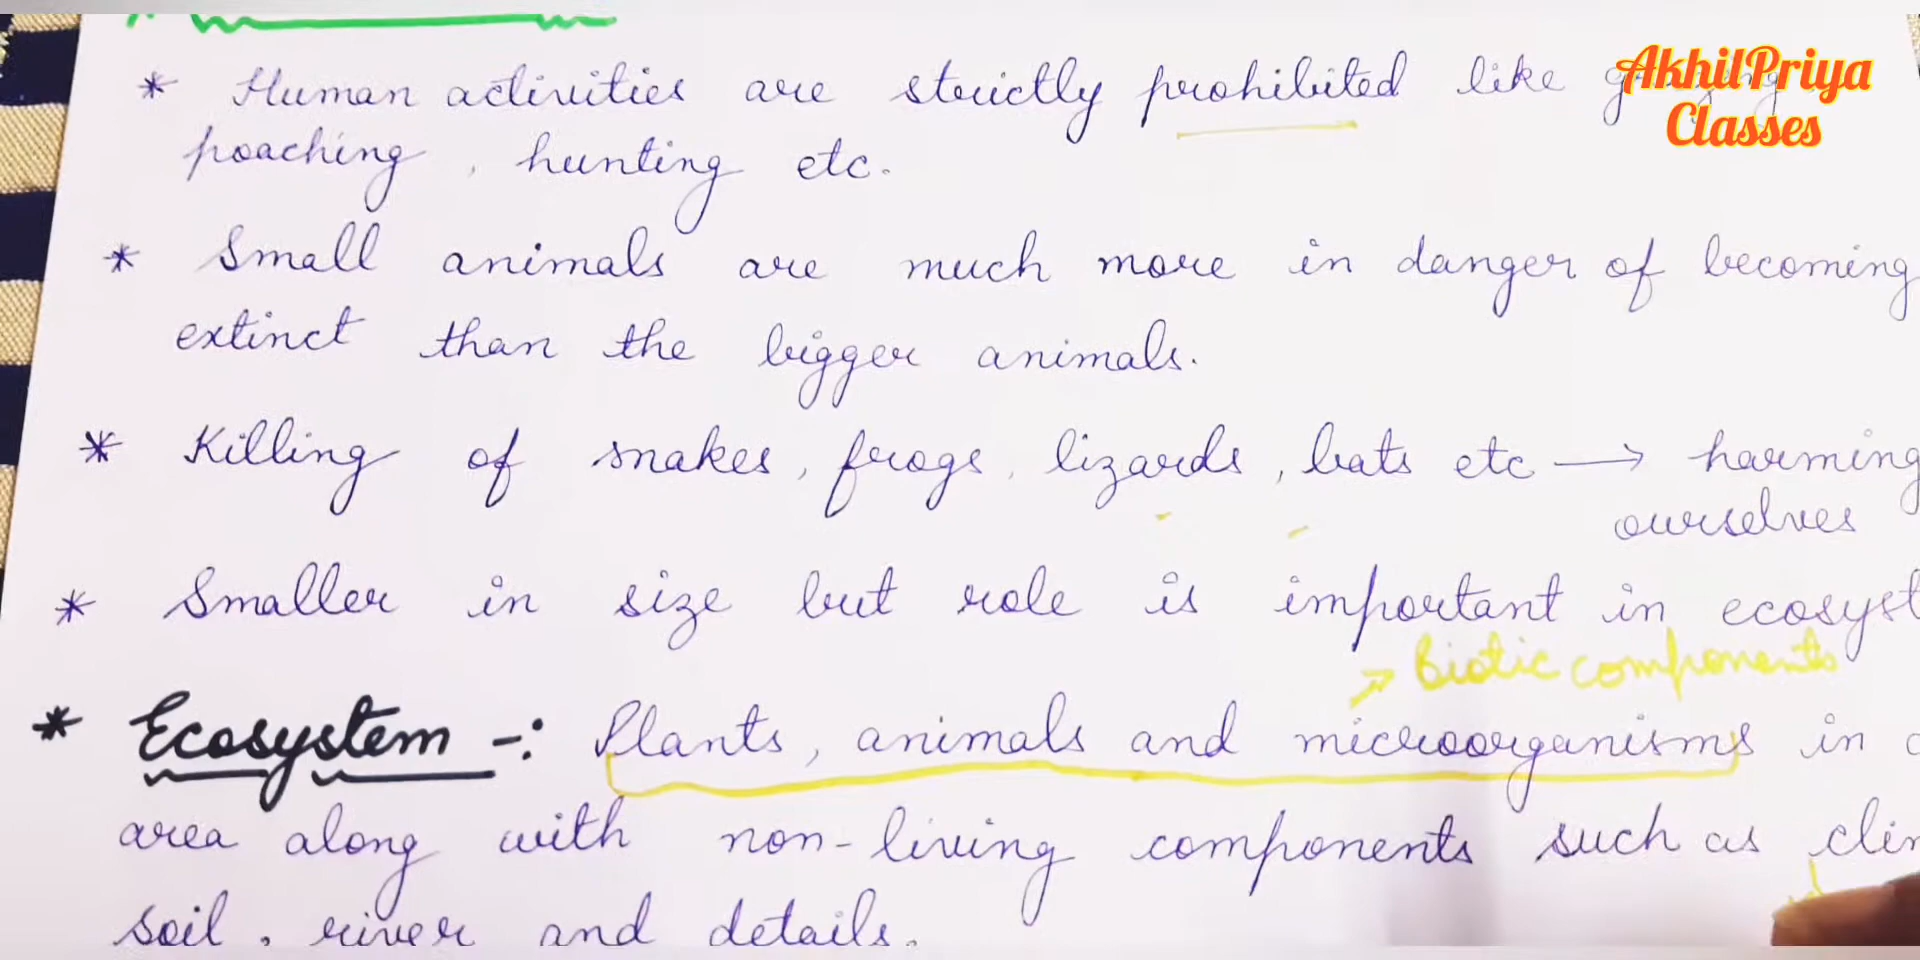 * Human activities are strictly prohibited like
AkhilPriya
Classes
poaching, hunting etc.
* Small animals are much more in danger of becoming
extinct than the bigger animals.
* Killing of snakes, frogs, lizards, bats etc → harming
ourselves
* Smaller in size but role is important in ecosyst
→ Biotic components
* Ecosystem -: Plants, animals and microorganisms in
area along with non-living components such as clim
soil, river and details.